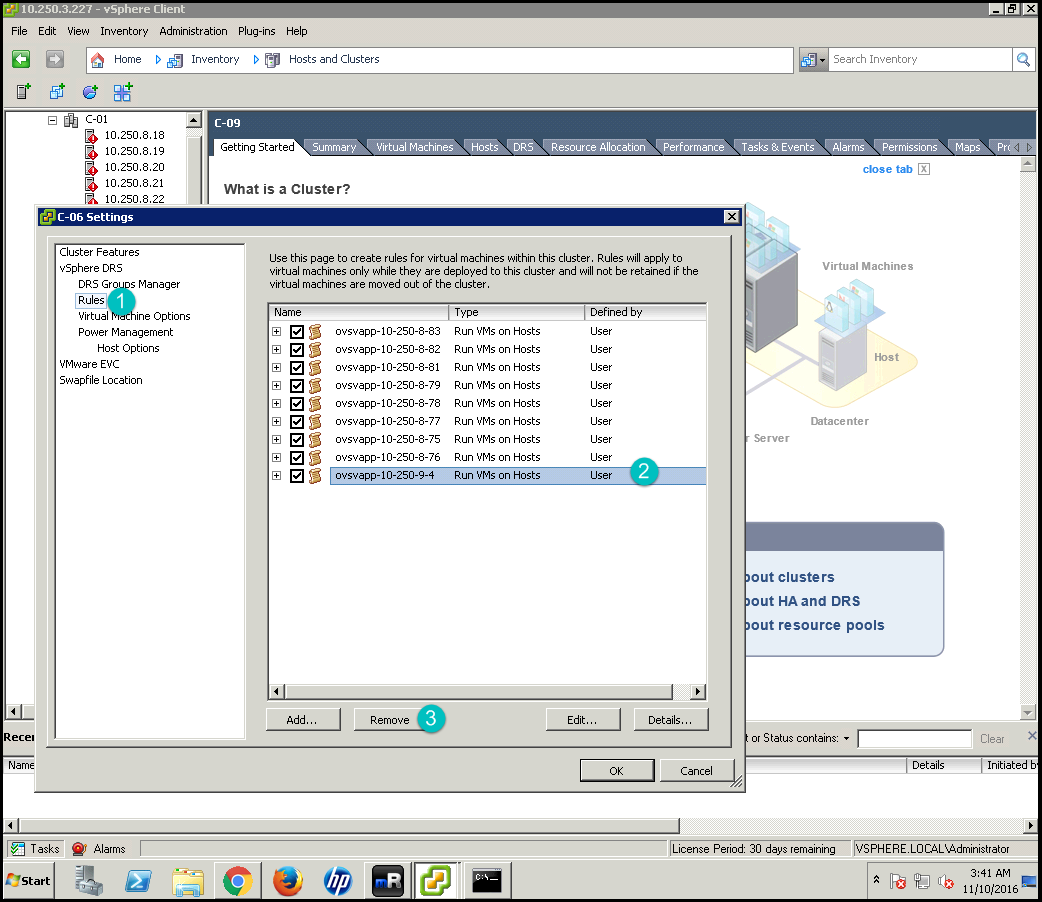 10.250.3.227 - vSphere Client
File Edit View Inventory Administration Plug-ins Help
Home Inventory Hosts and Clusters Search Inventory
C-01
10.250.8.18
10.250.8.19
10.250.8.20
10.250.8.21
10.250.8.22
C-09
Getting Started Summary Virtual Machines Hosts DRS Resource Allocation Performance Tasks & Events Alarms Permissions Maps
close tab X
What is a Cluster?
Virtual Machines
Host
Datacenter
Server
bout clusters
bout HA and DRS
bout resource pools
C-06 Settings
Cluster Features
vSphere DRS
DRS Groups Manager
Rules 1
Virtual Machine Options
Power Management
Host Options
VMware EVC
Swapfile Location
Use this page to create rules for virtual machines within this cluster. Rules will apply to
virtual machines only while they are deployed to this cluster and will not be retained if the
virtual machines are moved out of the cluster.
Name Type Defined by
ovsvapp-10-250-8-83 Run VMs on Hosts User
ovsvapp-10-250-8-82 Run VMs on Hosts User
ovsvapp-10-250-8-81 Run VMs on Hosts User
ovsvapp-10-250-8-79 Run VMs on Hosts User
ovsvapp-10-250-8-78 Run VMs on Hosts User
ovsvapp-10-250-8-77 Run VMs on Hosts User
ovsvapp-10-250-8-75 Run VMs on Hosts User
ovsvapp-10-250-8-76 Run VMs on Hosts User
ovsvapp-10-250-9-4 Run VMs on Hosts User 2
Add... Remove 3 Edit... Details...
OK Cancel
Recen t or Status contains: Clear
Name Details Initiated by
Tasks Alarms License Period: 30 days remaining VSPHERE.LOCAL\Administrator
Start hp mR C:\_ 3:41 AM
11/10/2016